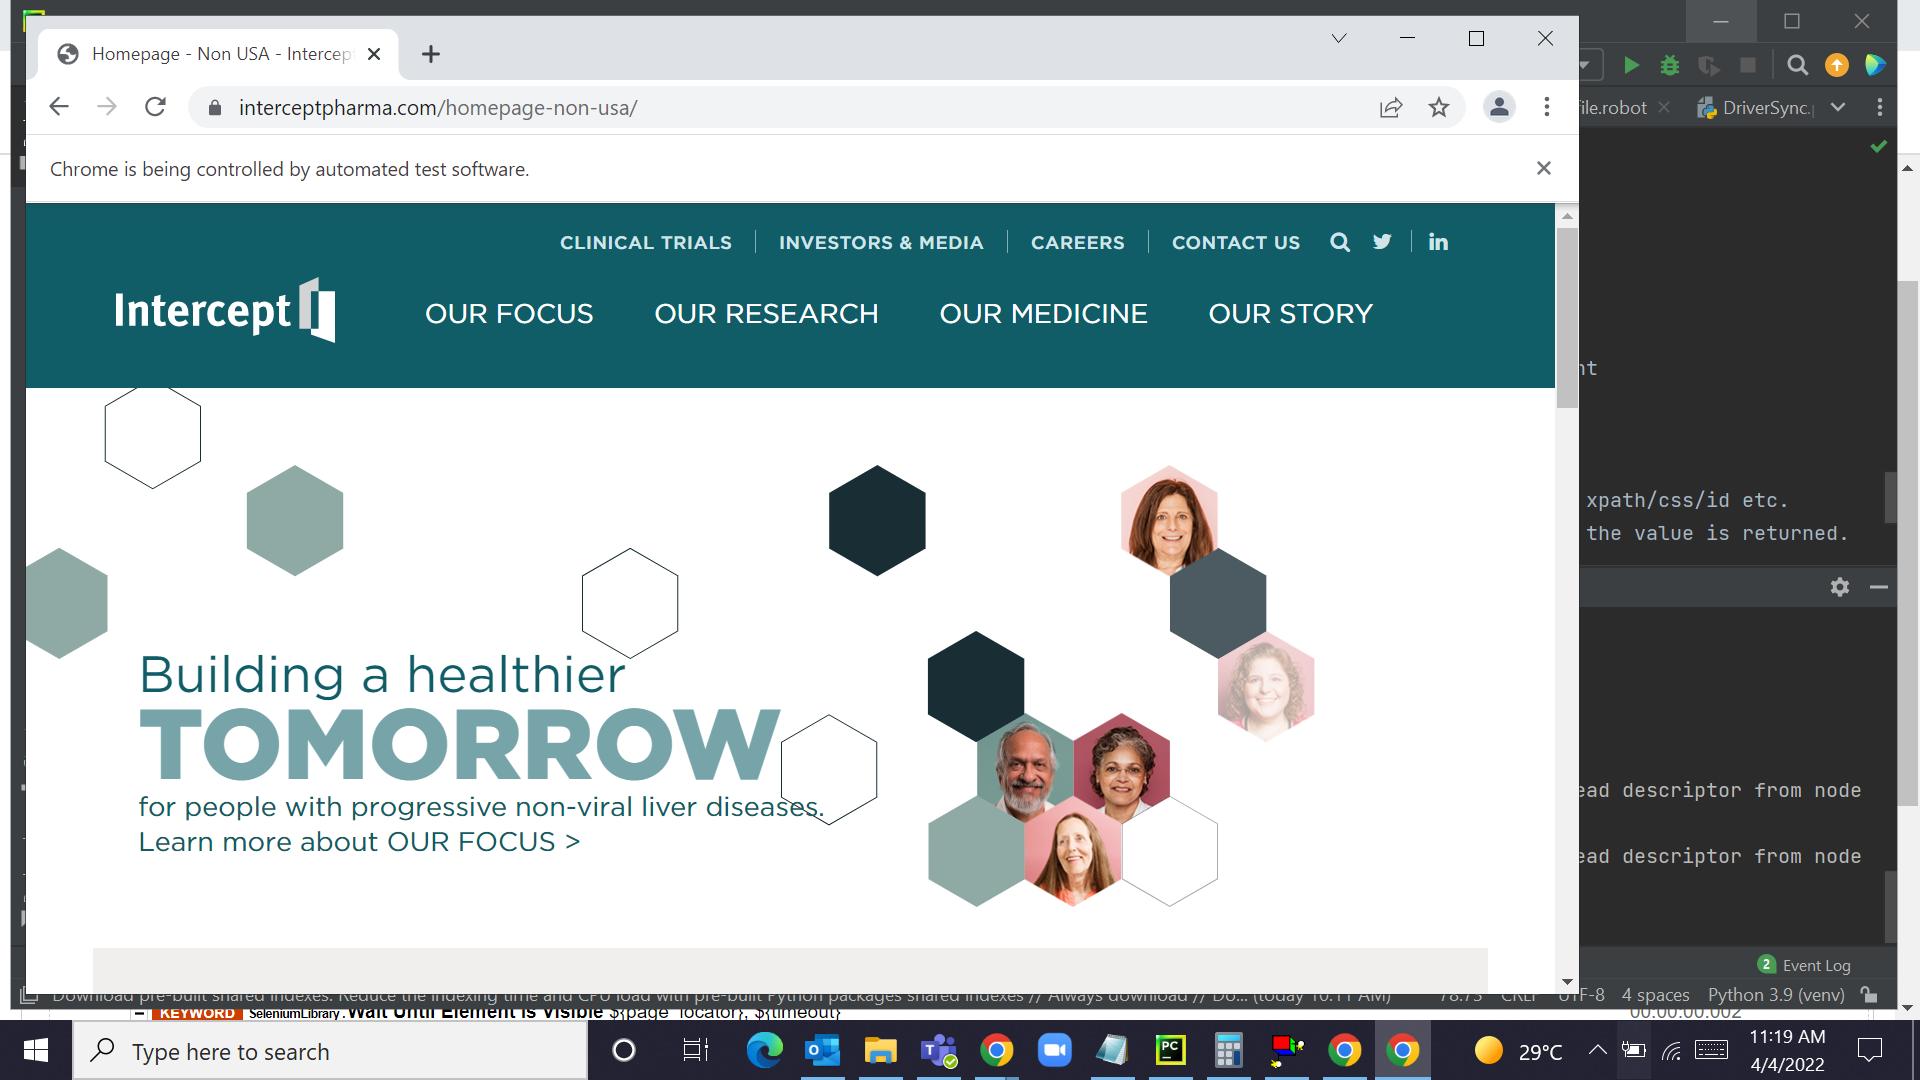 Homepage - Non USA - Intercep
interceptpharma.com/homepage-non-usa/
ile.robot
DriverSync.
Chrome is being controlled by automated test software.
CLINICAL TRIALS
INVESTORS & MEDIA
CAREERS
CONTACT US
in
Intercept
OUR FOCUS
OUR RESEARCH
OUR MEDICINE
OUR STORY
xpath/css/id etc.
the value is returned.
Building a healthier
TOMORROW
for people with progressive non-viral liver diseases.
Learn more about OUR FOCUS >
ead descriptor from node
ead descriptor from node
2 Event Log
Download pre-built shared indexes: Reduce the indexing time and CPU load with pre-built Python packages shared indexes // Always download // Do... (today 10:11 AM)
78:73 CRLF UTF-8 4 spaces Python 3.9 (venv)
KEYWORD SeleniumLibrary.Wait Until Element Is Visible ${page_locator}, ${timeout}
00:00:00.002
Type here to search
PC
29°C
11:19 AM
4/4/2022